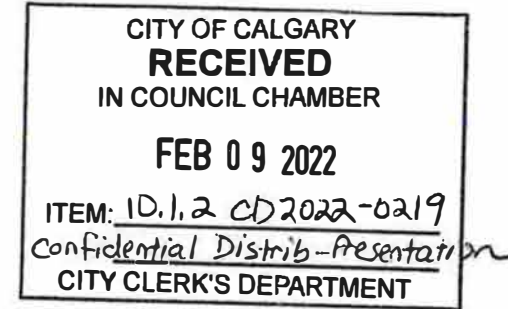 CITY OF CALGARY
RECEIVED
IN COUNCIL CHAMBER
FEB 09 2022
ITEM: 10.1.2 CD2022-0219
Confidential Distrib-Presentation
CITY CLERK'S DEPARTMENT